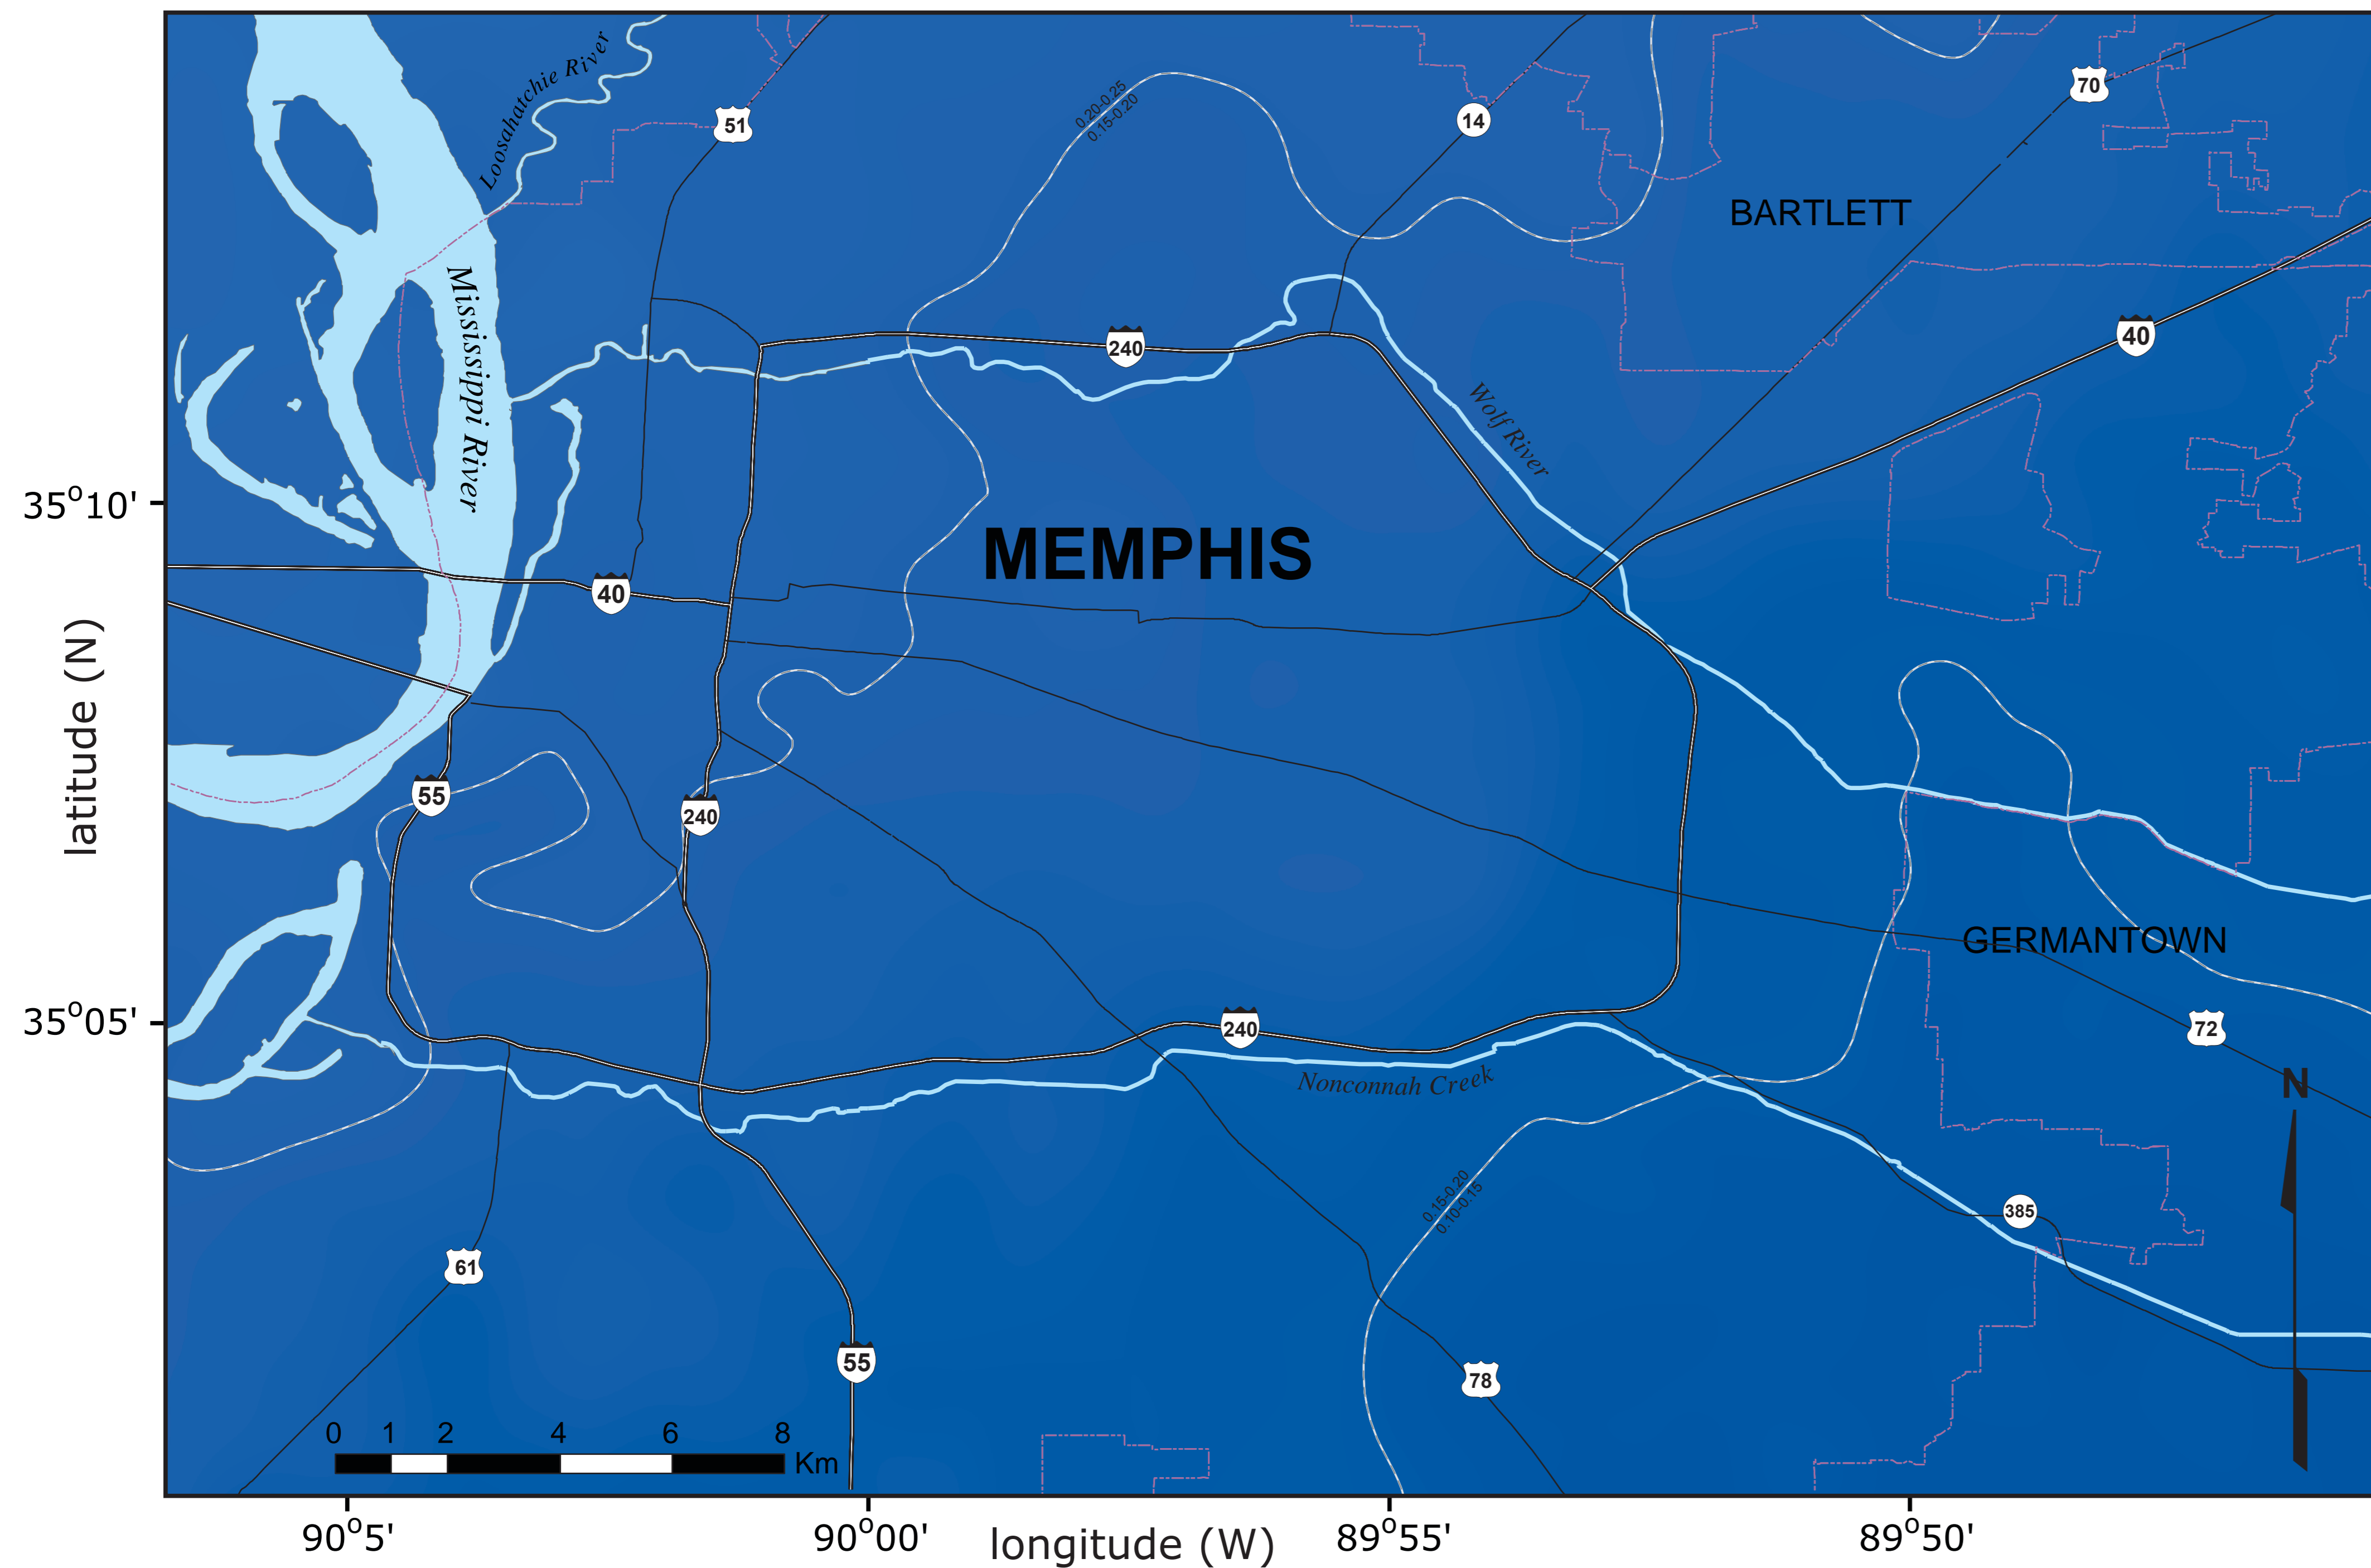 Loosahatchie River
51
0.20-0.25
0.15-0.20
14
70
BARTLETT
Mississippi River
240
40
Wolf River
35°10'
MEMPHIS
40
latitude (N)
55
240
GERMANTOWN
35°05'
240
72
Nonconnah Creek
N
0.15-0.20
0.10-0.15
385
61
55
78
0 1 2 4 6 8
Km
90°5' 90°00' 89°55' 89°50'
longitude (W)